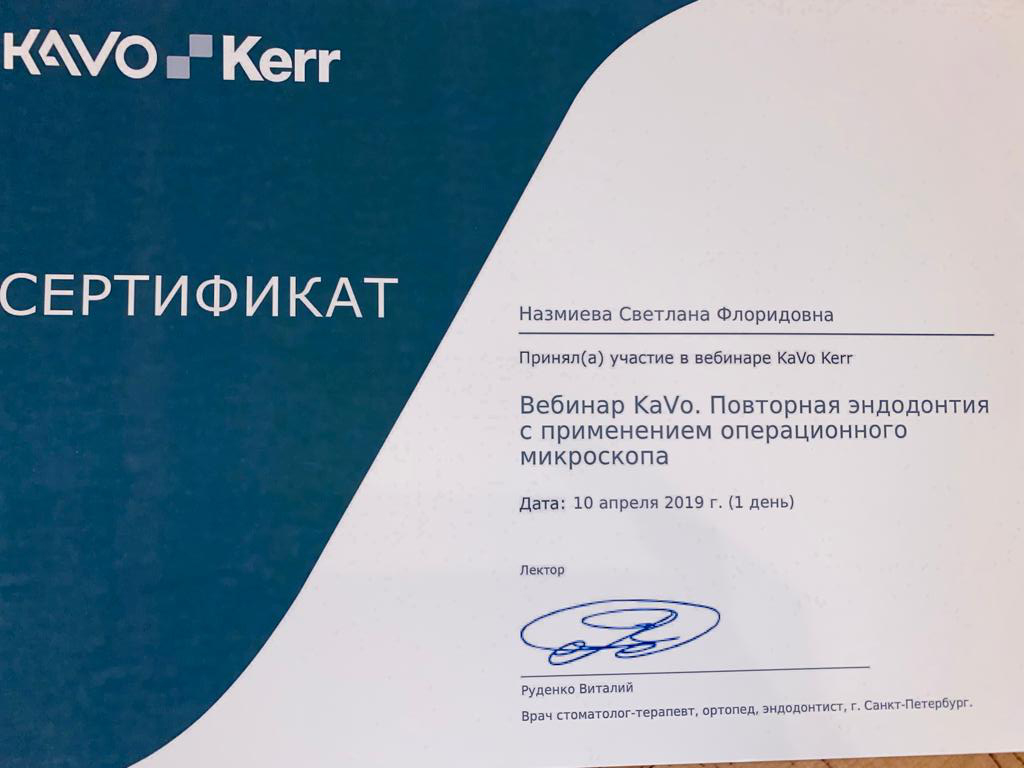 KAVO Kerr
СЕРТИФИКАТ
Назмиева Светлана Флоридовна
Принял(а) участие в вебинаре KaVo Kerr
Вебинар KaVo. Повторная эндодонтия
с применением операционного
микроскопа
Дата: 10 апреля 2019 г. (1 день)
Лектор
Руденко Виталий
Врач стоматолог-терапевт, ортопед, эндодонтист, г. Санкт-Петербург.